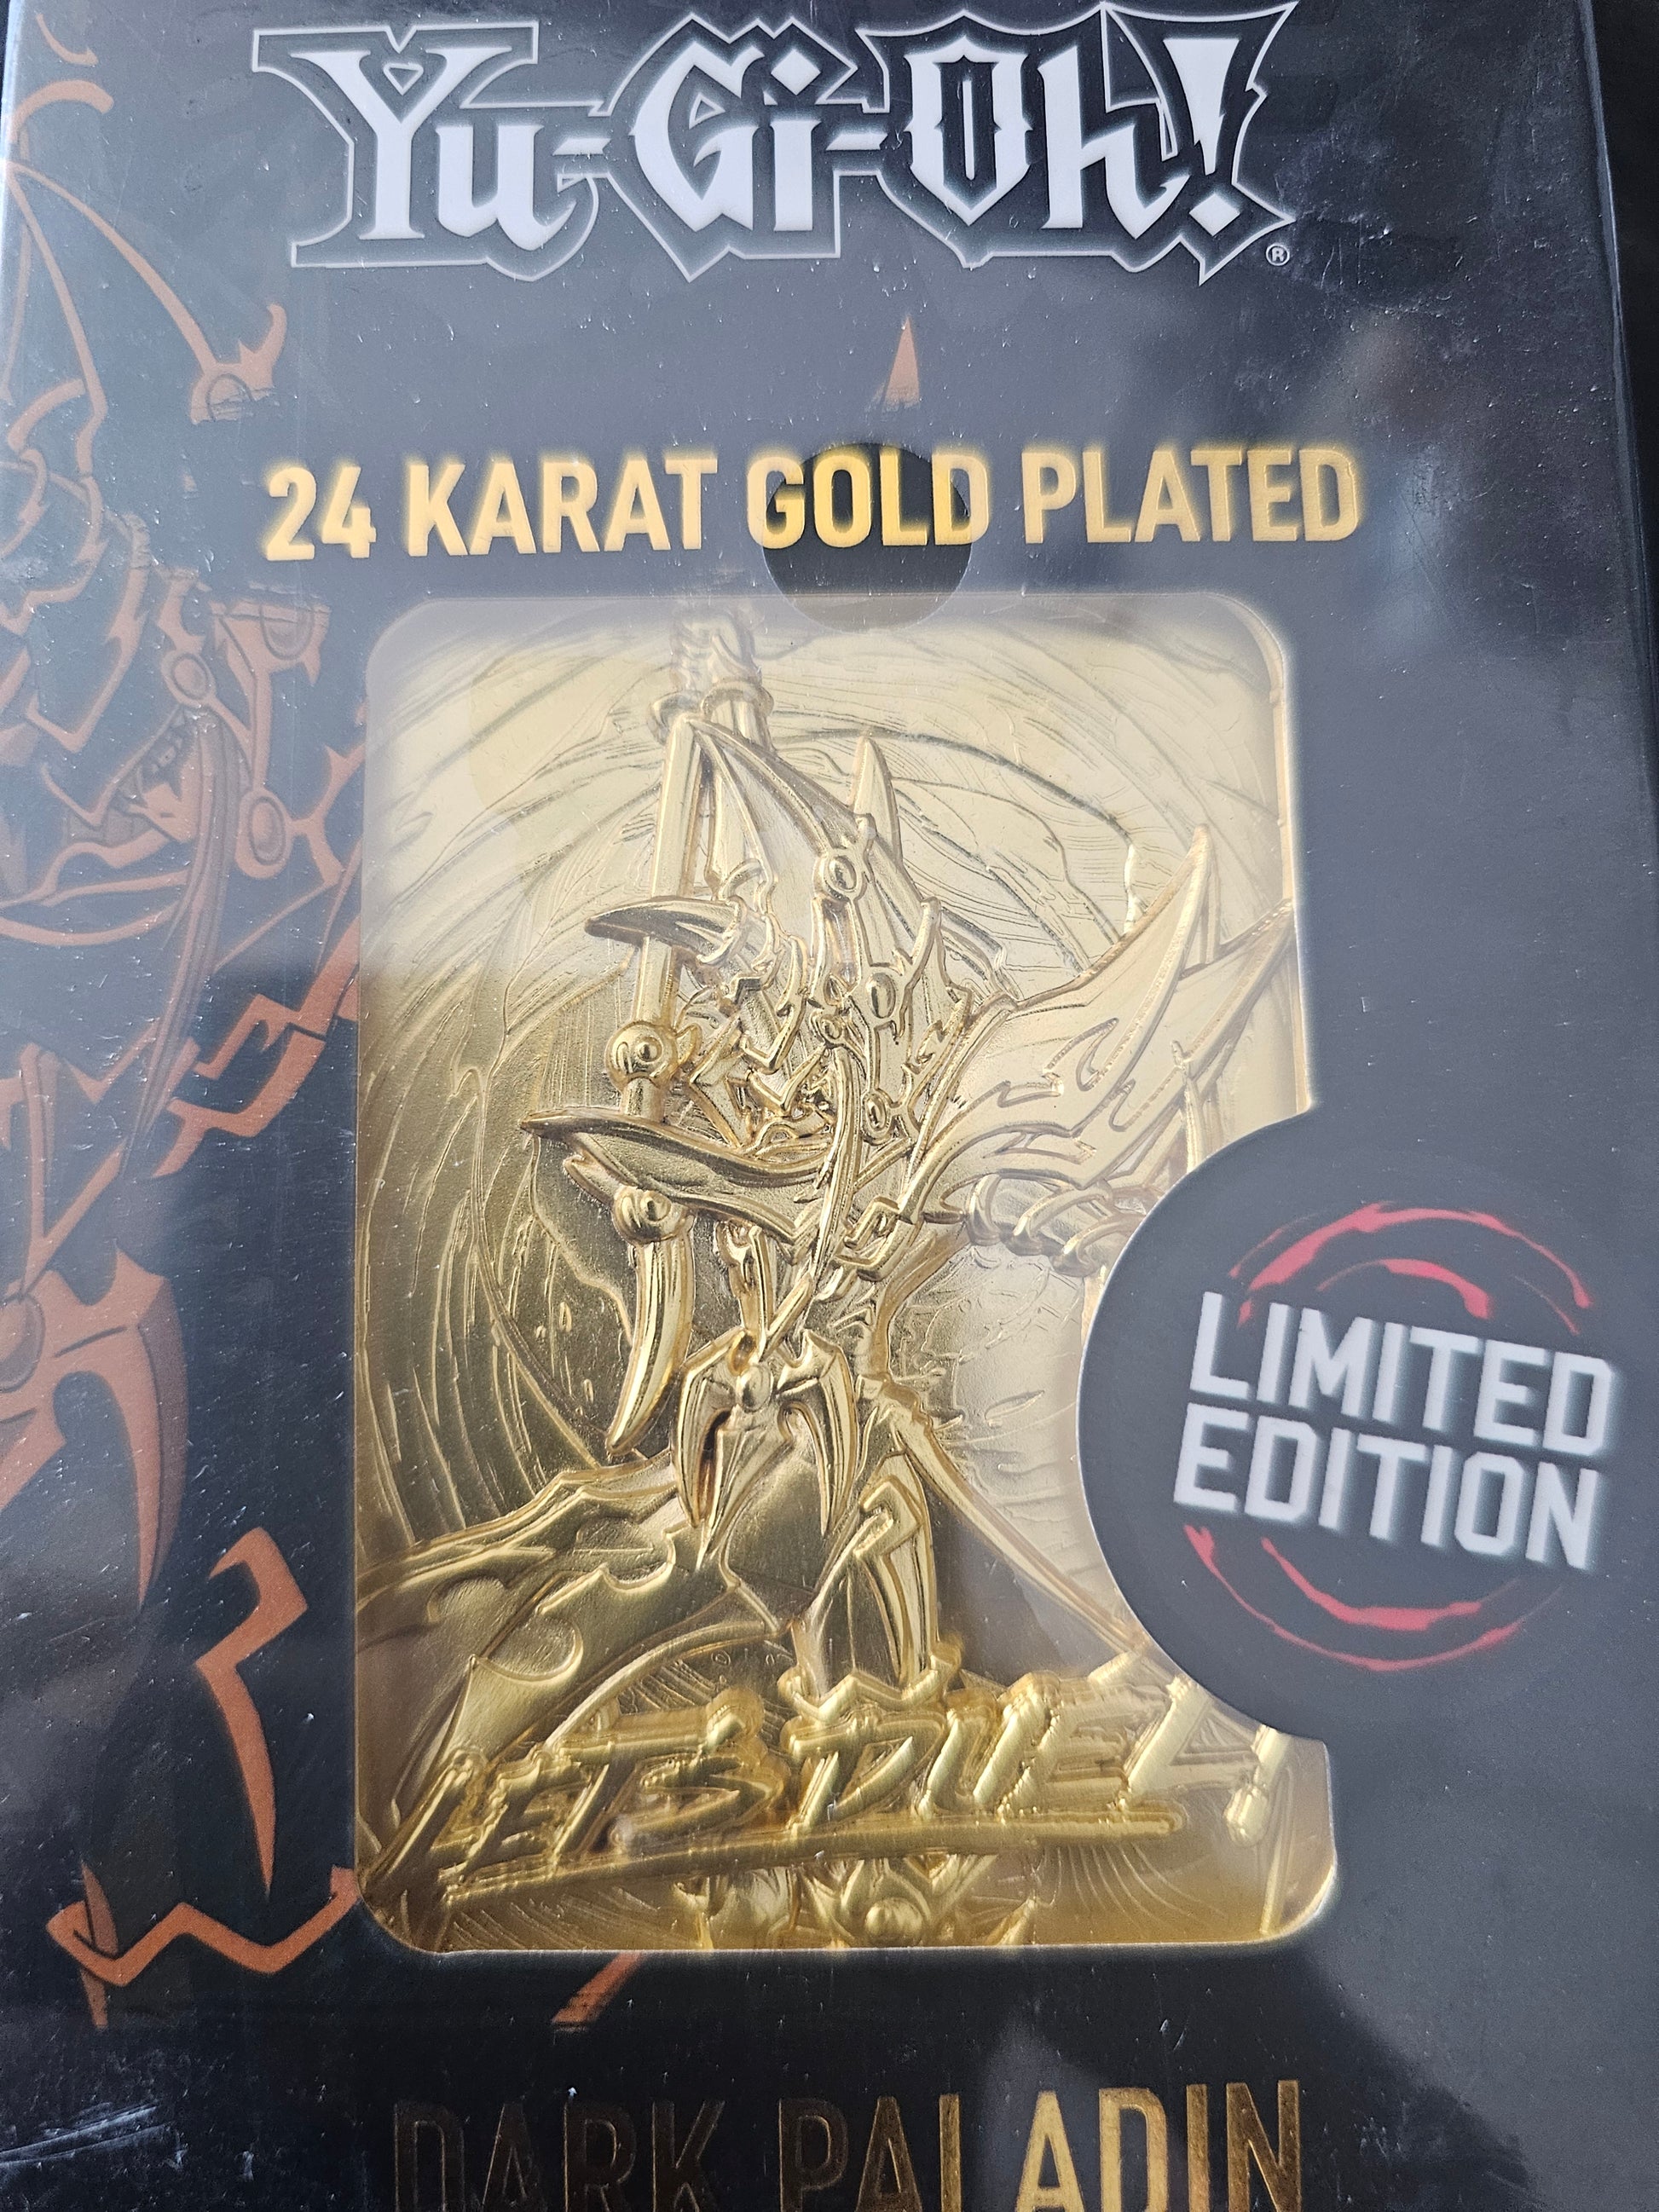 Yu-Gi-Oh!
®
24 KARAT GOLD PLATED
LIMITED
EDITION
LET'S DUEL!
DARK PALADIN